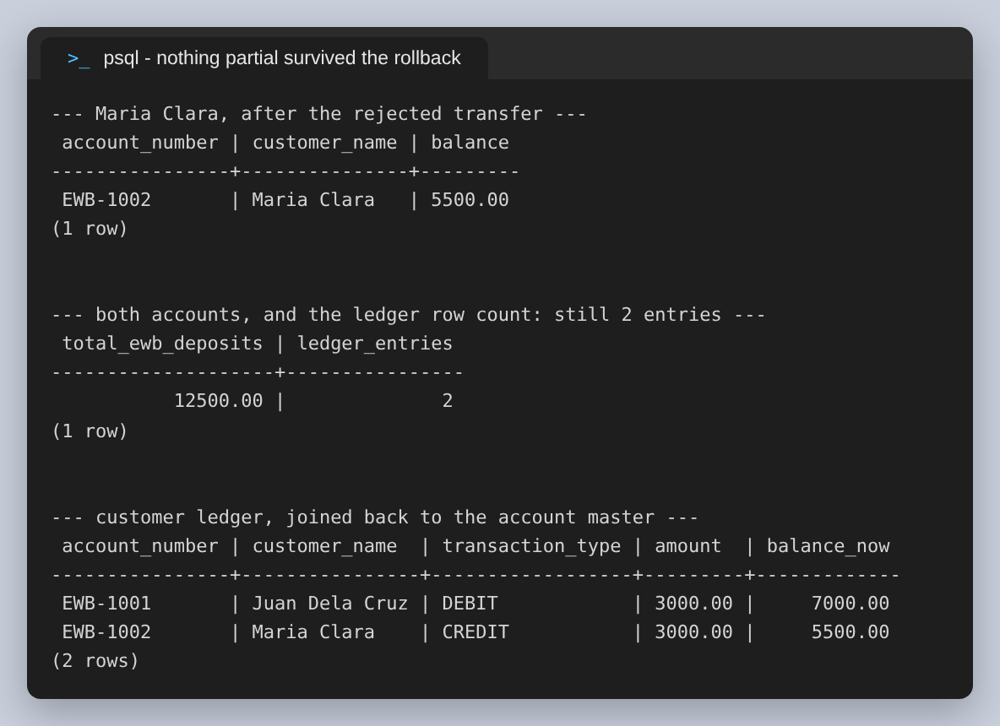 >_ psql - nothing partial survived the rollback
--- Maria Clara, after the rejected transfer ---
 account_number | customer_name | balance
----------------+---------------+---------
 EWB-1002       | Maria Clara   | 5500.00
(1 row)
--- both accounts, and the ledger row count: still 2 entries ---
 total_ewb_deposits | ledger_entries
--------------------+----------------
           12500.00 |              2
(1 row)
--- customer ledger, joined back to the account master ---
 account_number | customer_name  | transaction_type | amount  | balance_now
----------------+----------------+------------------+---------+-------------
 EWB-1001       | Juan Dela Cruz | DEBIT            | 3000.00 |     7000.00
 EWB-1002       | Maria Clara    | CREDIT           | 3000.00 |     5500.00
(2 rows)